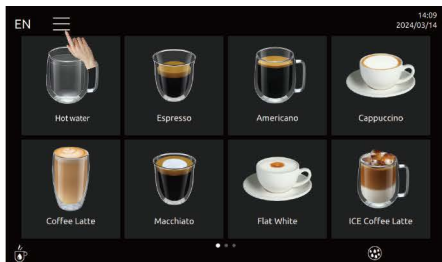 EN
14:09
2024/03/14
Hot water
Espresso
Americano
Cappuccino
Coffee Latte
Macchiato
Flat White
ICE Coffee Latte